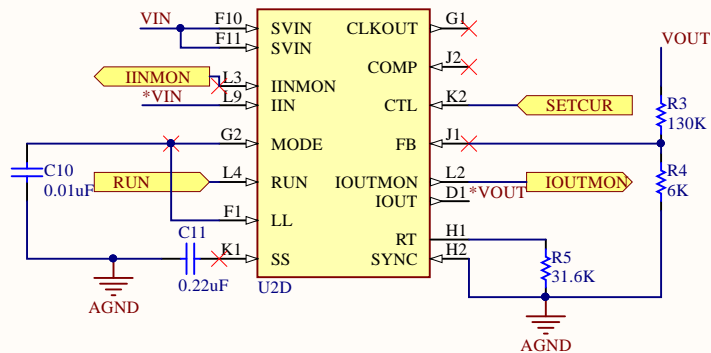 VIN F10 SVIN CLKOUT G1
F11 SVIN
VOUT
COMP J2
IINMON L3 IINMON
*VIN L9 IIN CTL K2 SETCUR
R3
130K
G2 MODE FB J1
C10
0.01uF
RUN L4 RUN IOUTMON L2 IOUTMON
R4
6K
IOUT D1 *VOUT
F1 LL
C11
RT H1
K1 SS SYNC H2
R5
31.6K
0.22uF
U2D
AGND
AGND